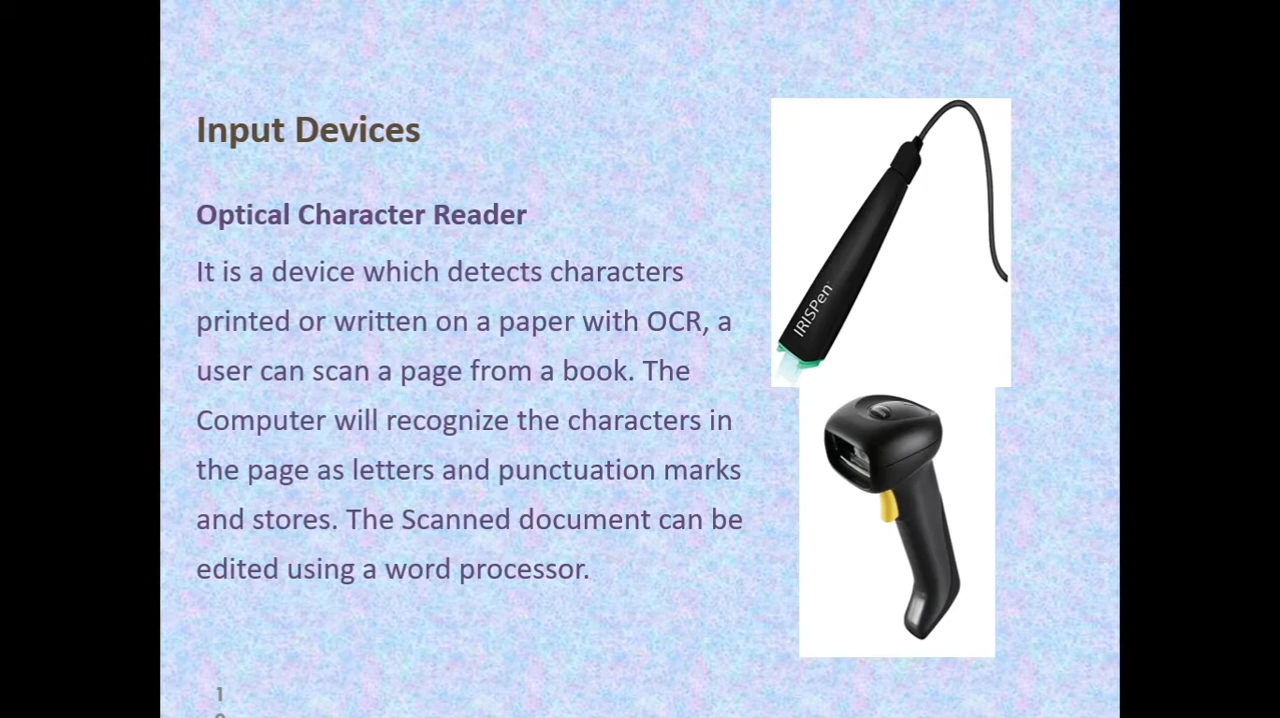 Input Devices
Optical Character Reader
It is a device which detects characters
printed or written on a paper with OCR, a
user can scan a page from a book. The
Computer will recognize the characters in
the page as letters and punctuation marks
and stores. The Scanned document can be
edited using a word processor.
IRISPen
1